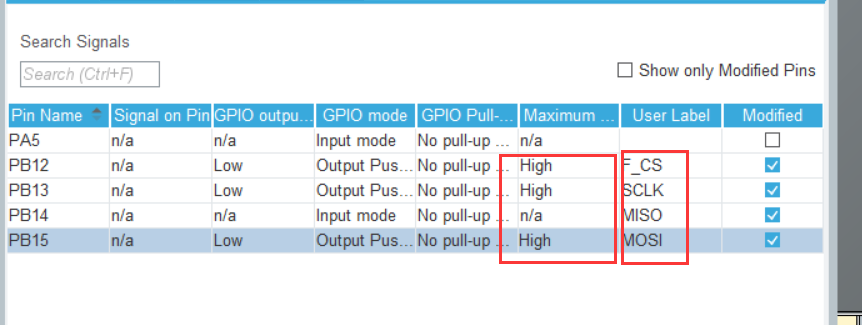 Search Signals
Search (Ctrl+F)
Show only Modified Pins
Pin Name Signal on Pin GPIO outpu... GPIO mode GPIO Pull-... Maximum ... User Label Modified
PA5 n/a n/a Input mode No pull-up ... n/a
PB12 n/a Low Output Pus... No pull-up ... High F_CS
PB13 n/a Low Output Pus... No pull-up ... High SCLK
PB14 n/a n/a Input mode No pull-up ... n/a MISO
PB15 n/a Low Output Pus... No pull-up ... High MOSI